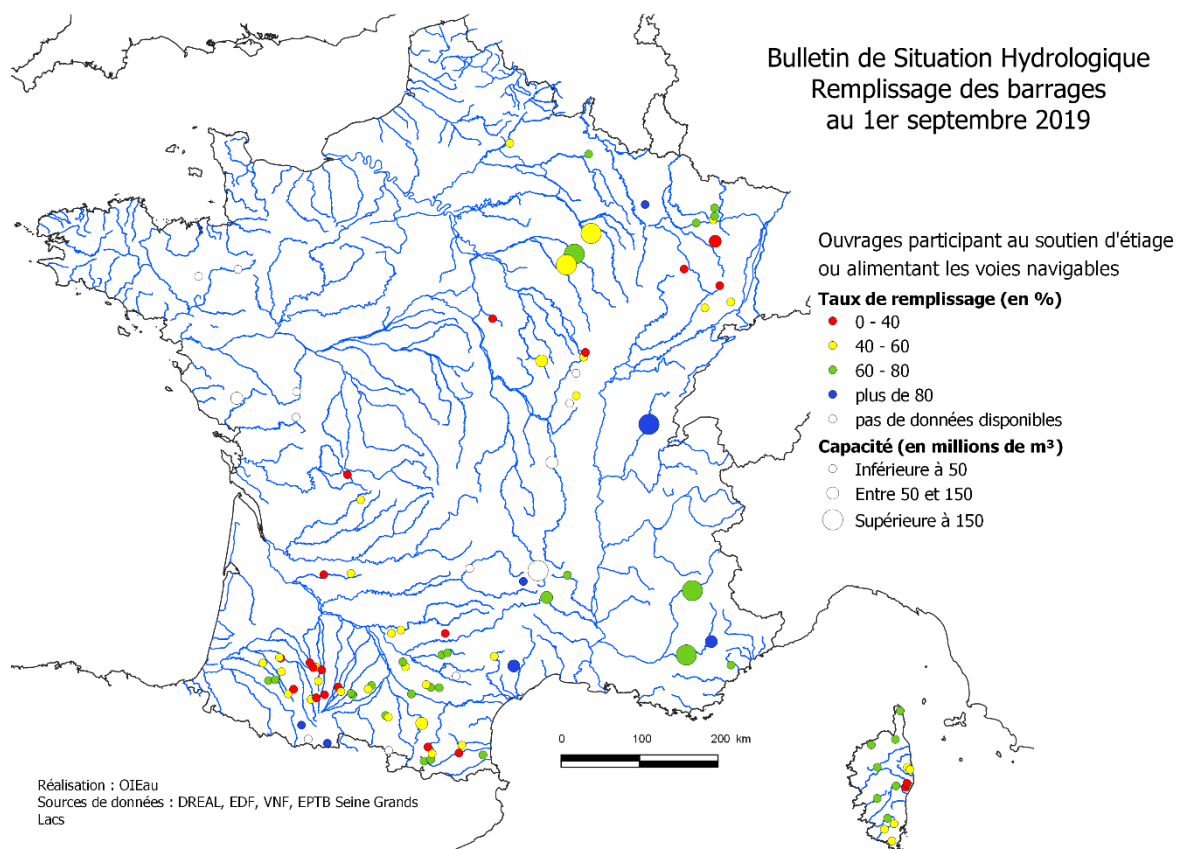 Bulletin de Situation Hydrologique
Remplissage des barrages
au 1er septembre 2019
Ouvrages participant au soutien d'étiage
ou alimentant les voies navigables
Taux de remplissage (en %)
0 - 40
40 - 60
60 - 80
plus de 80
pas de données disponibles
Capacité (en millions de m³)
Inférieure à 50
Entre 50 et 150
Supérieure à 150
0 100 200 km
Réalisation : OIEau
Sources de données : DREAL, EDF, VNF, EPTB Seine Grands
Lacs